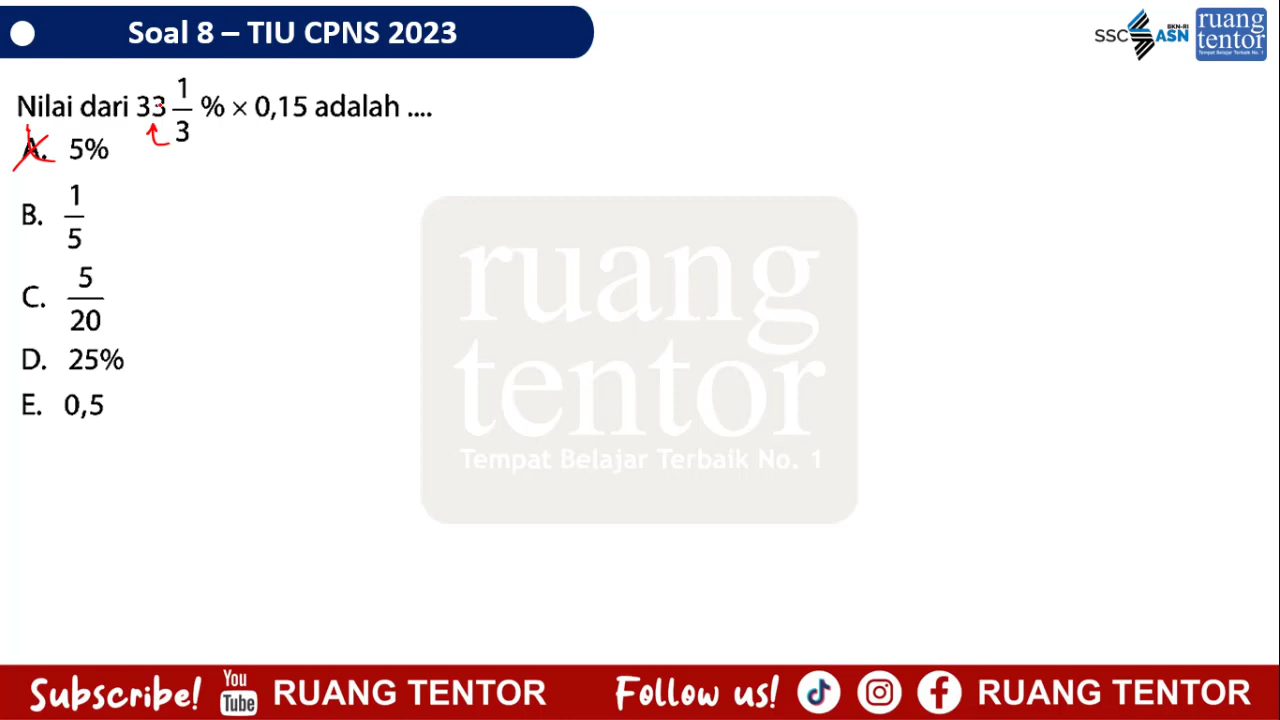 Soal 8 – TIU CPNS 2023
SSC BKN-RI ASN
ruang
tentor
Tempat Belajar Terbaik No. 1
Nilai dari 33 1/3 % × 0,15 adalah ....
A. 5%
B. 1/5
C. 5/20
D. 25%
E. 0,5
ruang
tentor
Tempat Belajar Terbaik No. 1
Subscribe! You Tube RUANG TENTOR Follow us! RUANG TENTOR